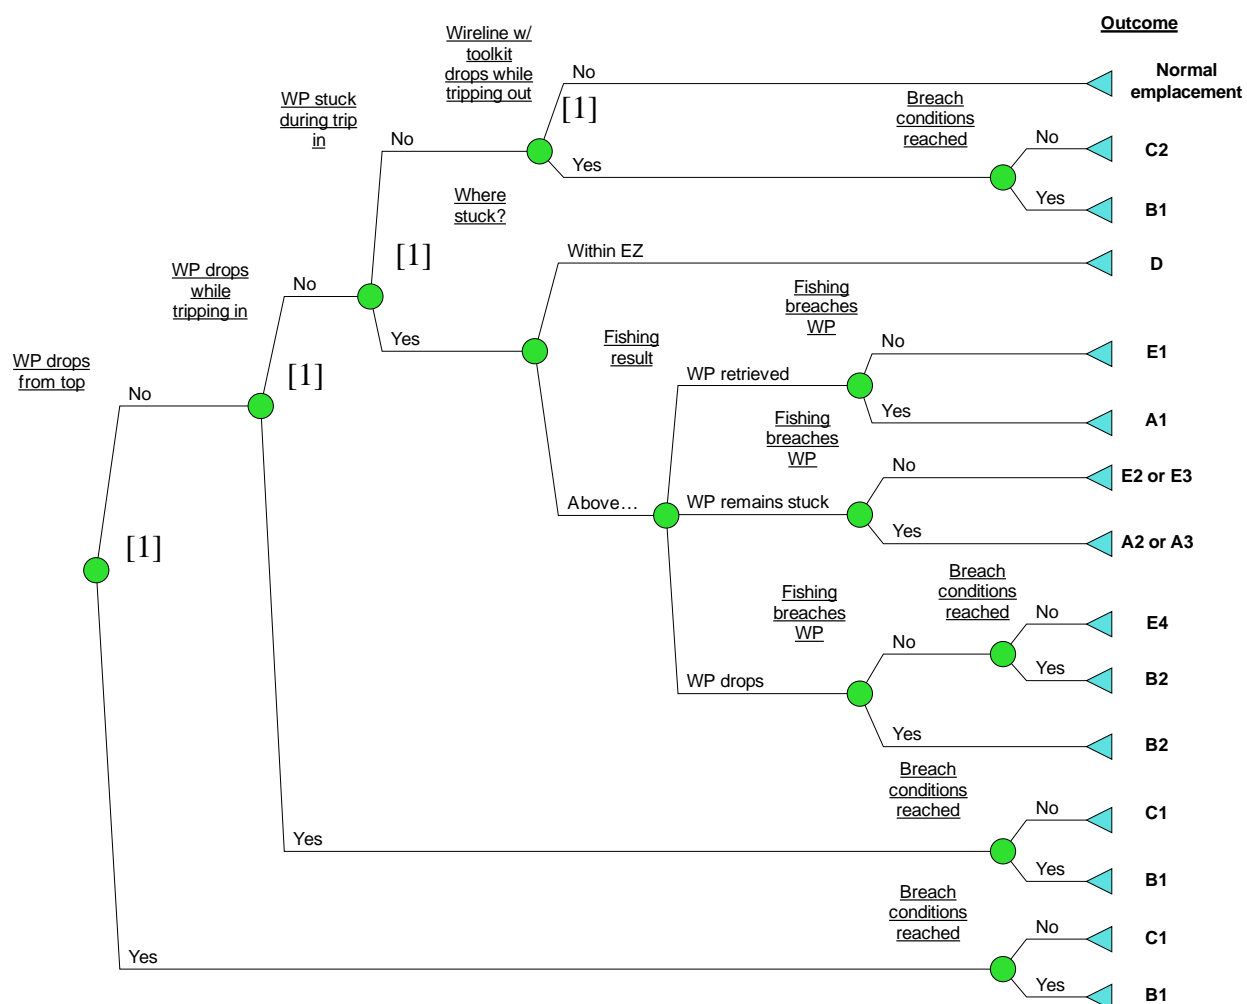 Outcome
Wireline w/
toolkit
drops while
tripping out
No
Normal
emplacement
WP stuck
during trip
in
[1]
Breach
conditions
reached
No
No
C2
Yes
Where
stuck?
Yes
B1
[1]
Within EZ
D
WP drops
while
tripping in
No
Fishing
breaches
WP
Yes
Fishing
result
No
E1
WP drops
from top
[1]
WP retrieved
No
Yes
A1
Fishing
breaches
WP
No
E2 or E3
Above…
WP remains stuck
Yes
A2 or A3
[1]
Breach
conditions
reached
Fishing
breaches
WP
No
E4
No
Yes
B2
WP drops
Yes
B2
Breach
conditions
reached
No
C1
Yes
Yes
B1
Breach
conditions
reached
No
C1
Yes
Yes
B1